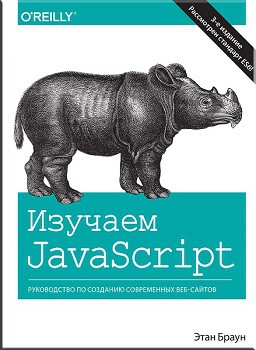 O'REILLY®
3-е издание
Рассмотрен стандарт ES6!
Изучаем
JavaScript
РУКОВОДСТВО ПО СОЗДАНИЮ СОВРЕМЕННЫХ ВЕБ-САЙТОВ
Этан Браун